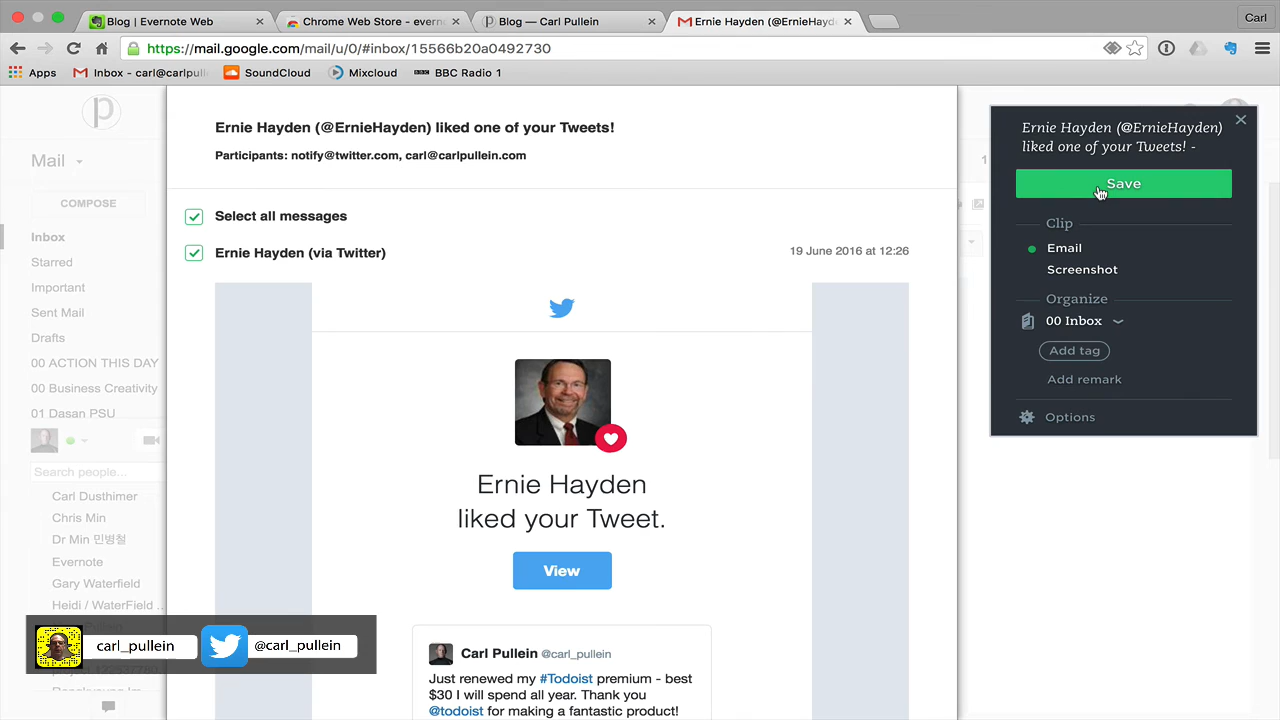 Blog | Evernote Web
Chrome Web Store - evern
Blog — Carl Pullein
Ernie Hayden (@ErnieHayd
Carl
https://mail.google.com/mail/u/0/#inbox/15566b20a0492730
Apps
Inbox - carl@carlpull
SoundCloud
Mixcloud
BBC Radio 1
Ernie Hayden (@ErnieHayden) liked one of your Tweets!
Participants: notify@twitter.com, carl@carlpullein.com
Select all messages
Ernie Hayden (via Twitter)
19 June 2016 at 12:26
Ernie Hayden
liked your Tweet.
View
Carl Pullein @carl_pullein
Just renewed my #Todoist premium - best
$30 I will spend all year. Thank you
@todoist for making a fantastic product!
Mail
COMPOSE
Inbox
Starred
Important
Sent Mail
Drafts
00 ACTION THIS DAY
00 Business Creativity
01 Dasan PSU
Search people...
Carl Dusthimer
Chris Min
Dr Min 민병철
Evernote
Gary Waterfield
Heidi / WaterField ..
carl_pullein
@carl_pullein
Ernie Hayden (@ErnieHayden)
liked one of your Tweets! -
Save
Clip
Email
Screenshot
Organize
00 Inbox
Add tag
Add remark
Options